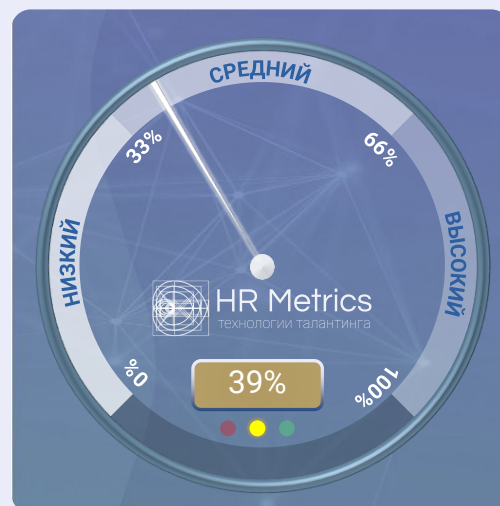 СРЕДНИЙ
33%
66%
НИЗКИЙ
ВЫСОКИЙ
HR Metrics
технологии талантинга
0%
39%
100%